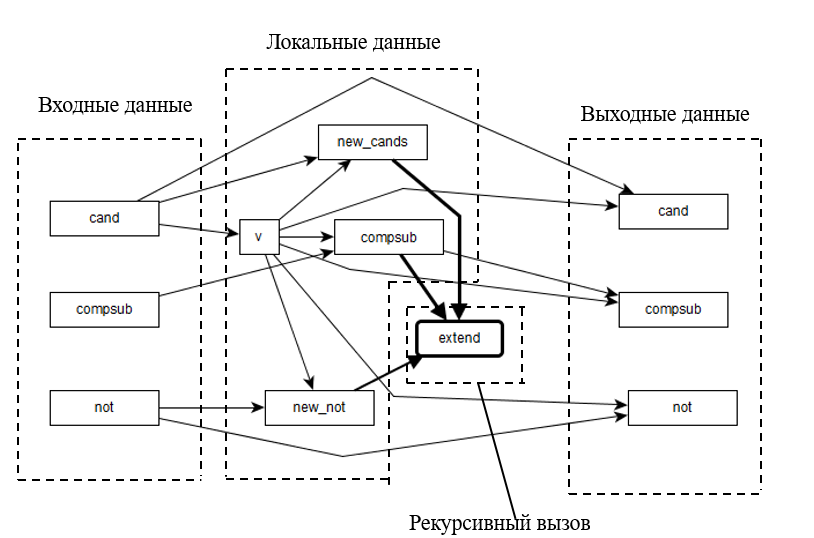 Локальные данные
Входные данные
Выходные данные
new_cands
cand
cand
v
compsub
compsub
compsub
extend
not
new_not
not
Рекурсивный вызов